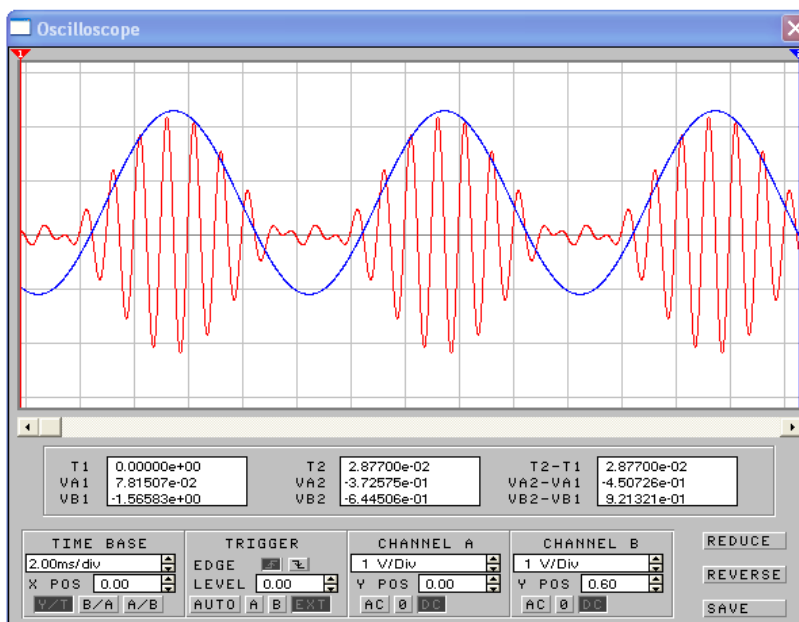 Oscilloscope
1
T1 0.00000e+00 T2 2.87700e-02 T2-T1 2.87700e-02
VA1 7.81507e-02 VA2 -3.72575e-01 VA2-VA1 -4.50726e-01
VB1 -1.56583e+00 VB2 -6.44506e-01 VB2-VB1 9.21321e-01
TIME BASE TRIGGER CHANNEL A CHANNEL B REDUCE
2.00ms/div EDGE 1 V/Div 1 V/Div
X POS 0.00 LEVEL 0.00 Y POS 0.00 Y POS 0.60 REVERSE
Y/T B/A A/B AUTO A B EXT AC 0 DC AC 0 DC SAVE